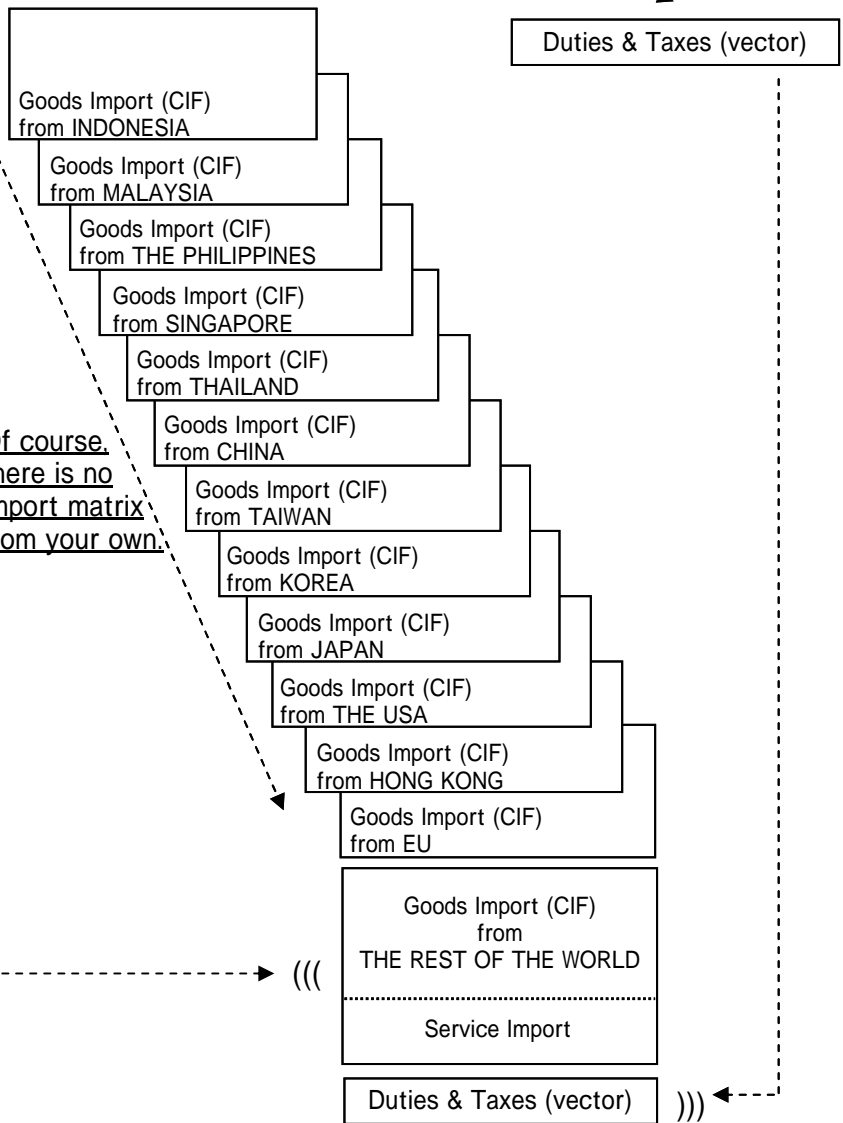 Duties & Taxes (vector)
Goods Import (CIF)
from INDONESIA
Goods Import (CIF)
from MALAYSIA
Goods Import (CIF)
from THE PHILIPPINES
Goods Import (CIF)
from SINGAPORE
Goods Import (CIF)
from THAILAND
Goods Import (CIF)
from CHINA
f course,
here is no
mport matrix
om your own.
Goods Import (CIF)
from TAIWAN
Goods Import (CIF)
from KOREA
Goods Import (CIF)
from JAPAN
Goods Import (CIF)
from THE USA
Goods Import (CIF)
from HONG KONG
Goods Import (CIF)
from EU
Goods Import (CIF)
from
THE REST OF THE WORLD
(((
Service Import
Duties & Taxes (vector) )))